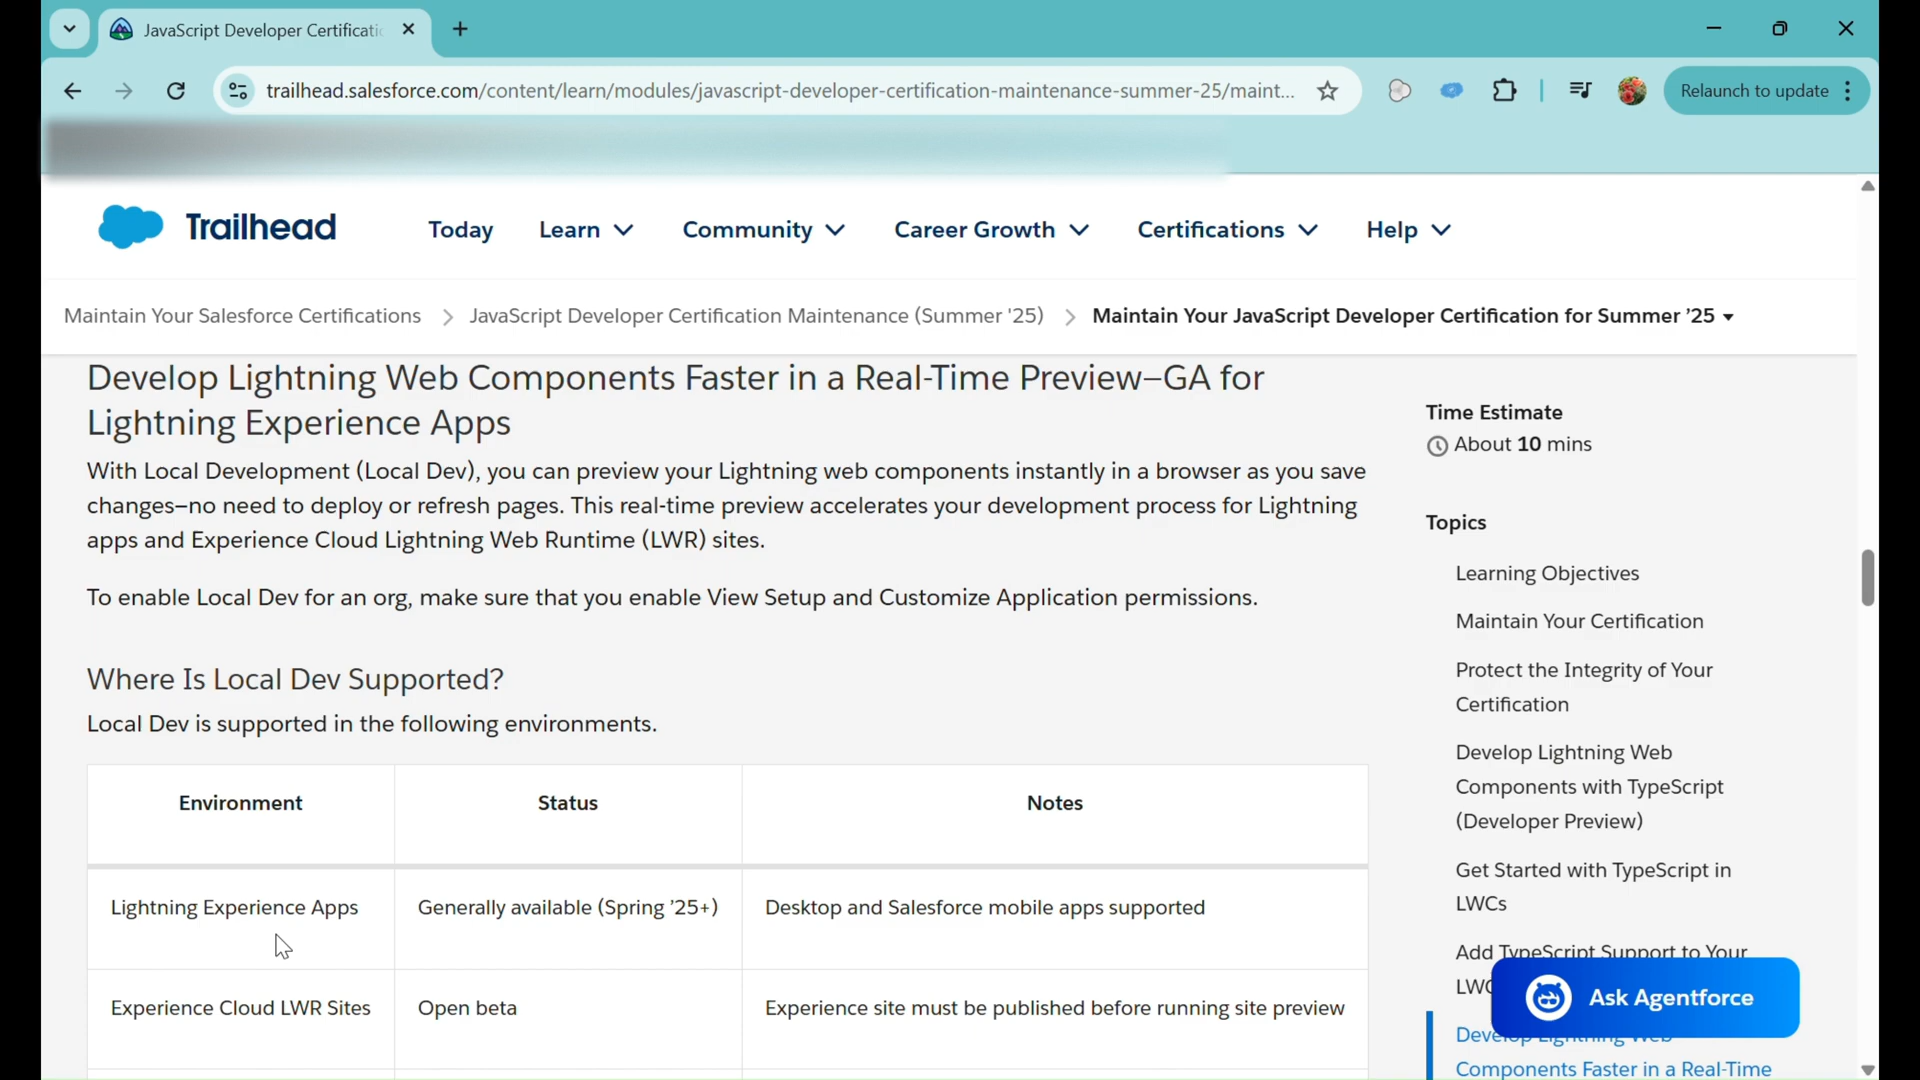 JavaScript Developer Certificati
trailhead.salesforce.com/content/learn/modules/javascript-developer-certification-maintenance-summer-25/maint...
Relaunch to update
Trailhead
Today
Learn
Community
Career Growth
Certifications
Help
Maintain Your Salesforce Certifications
JavaScript Developer Certification Maintenance (Summer '25)
Maintain Your JavaScript Developer Certification for Summer ’25
Develop Lightning Web Components Faster in a Real-Time Preview—GA for
Lightning Experience Apps
With Local Development (Local Dev), you can preview your Lightning web components instantly in a browser as you save
changes—no need to deploy or refresh pages. This real-time preview accelerates your development process for Lightning
apps and Experience Cloud Lightning Web Runtime (LWR) sites.
To enable Local Dev for an org, make sure that you enable View Setup and Customize Application permissions.
Where Is Local Dev Supported?
Local Dev is supported in the following environments.
Environment
Status
Notes
Lightning Experience Apps
Generally available (Spring ’25+)
Desktop and Salesforce mobile apps supported
Experience Cloud LWR Sites
Open beta
Experience site must be published before running site preview
Time Estimate
About 10 mins
Topics
Learning Objectives
Maintain Your Certification
Protect the Integrity of Your
Certification
Develop Lightning Web
Components with TypeScript
(Developer Preview)
Get Started with TypeScript in
LWCs
Add TypeScript Support to Your
LWC
Ask Agentforce
Develop Lightning Web
Components Faster in a Real-Time